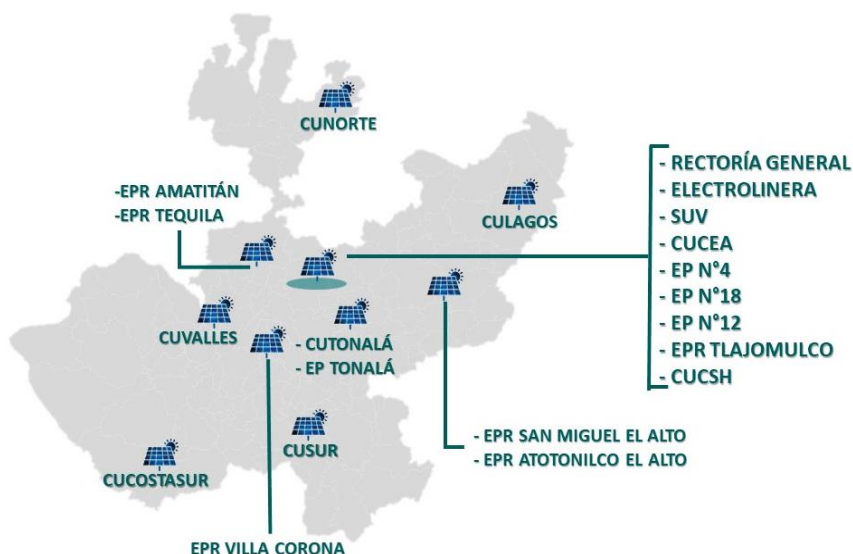 CUNORTE
-EPR AMATITÁN
-EPR TEQUILA
CULAGOS
- RECTORÍA GENERAL
- ELECTROLINERA
- SUV
- CUCEA
- EP N°4
- EP N°18
- EP N°12
- EPR TLAJOMULCO
- CUCSH
CUVALLES
- CUTONALÁ
- EP TONALÁ
CUSUR
- EPR SAN MIGUEL EL ALTO
- EPR ATOTONILCO EL ALTO
CUCOSTASUR
EPR VILLA CORONA